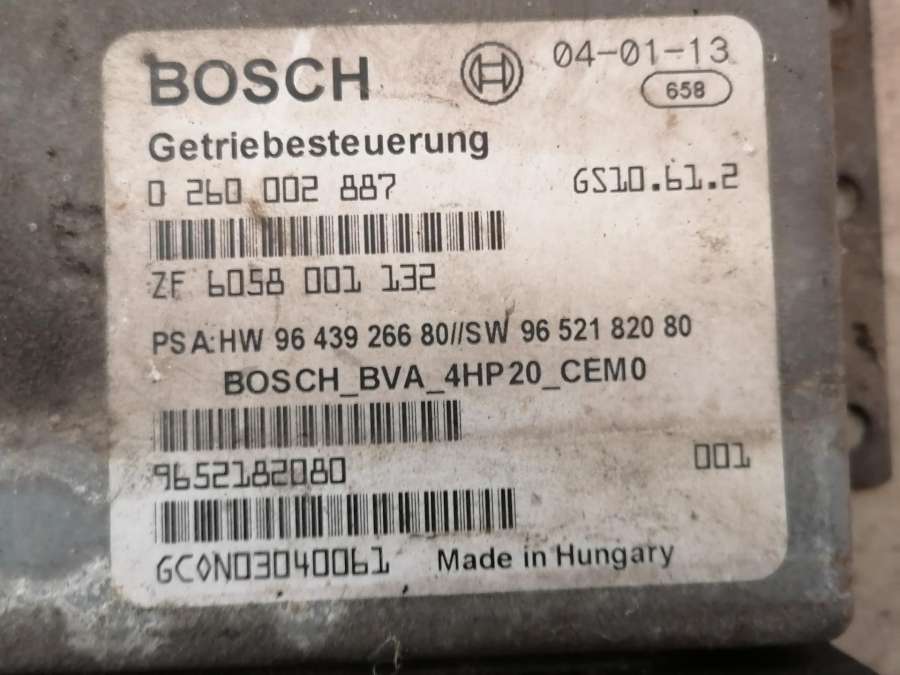 BOSCH 04-01-13
658
Getriebesteuerung
0 260 002 887 GS10.61.2
ZF 6058 001 132
PSA:HW 96 439 266 80//SW 96 521 820 80
BOSCH_BVA_4HP20_CEM0
9652182080 001
GC0N03040061 Made in Hungary